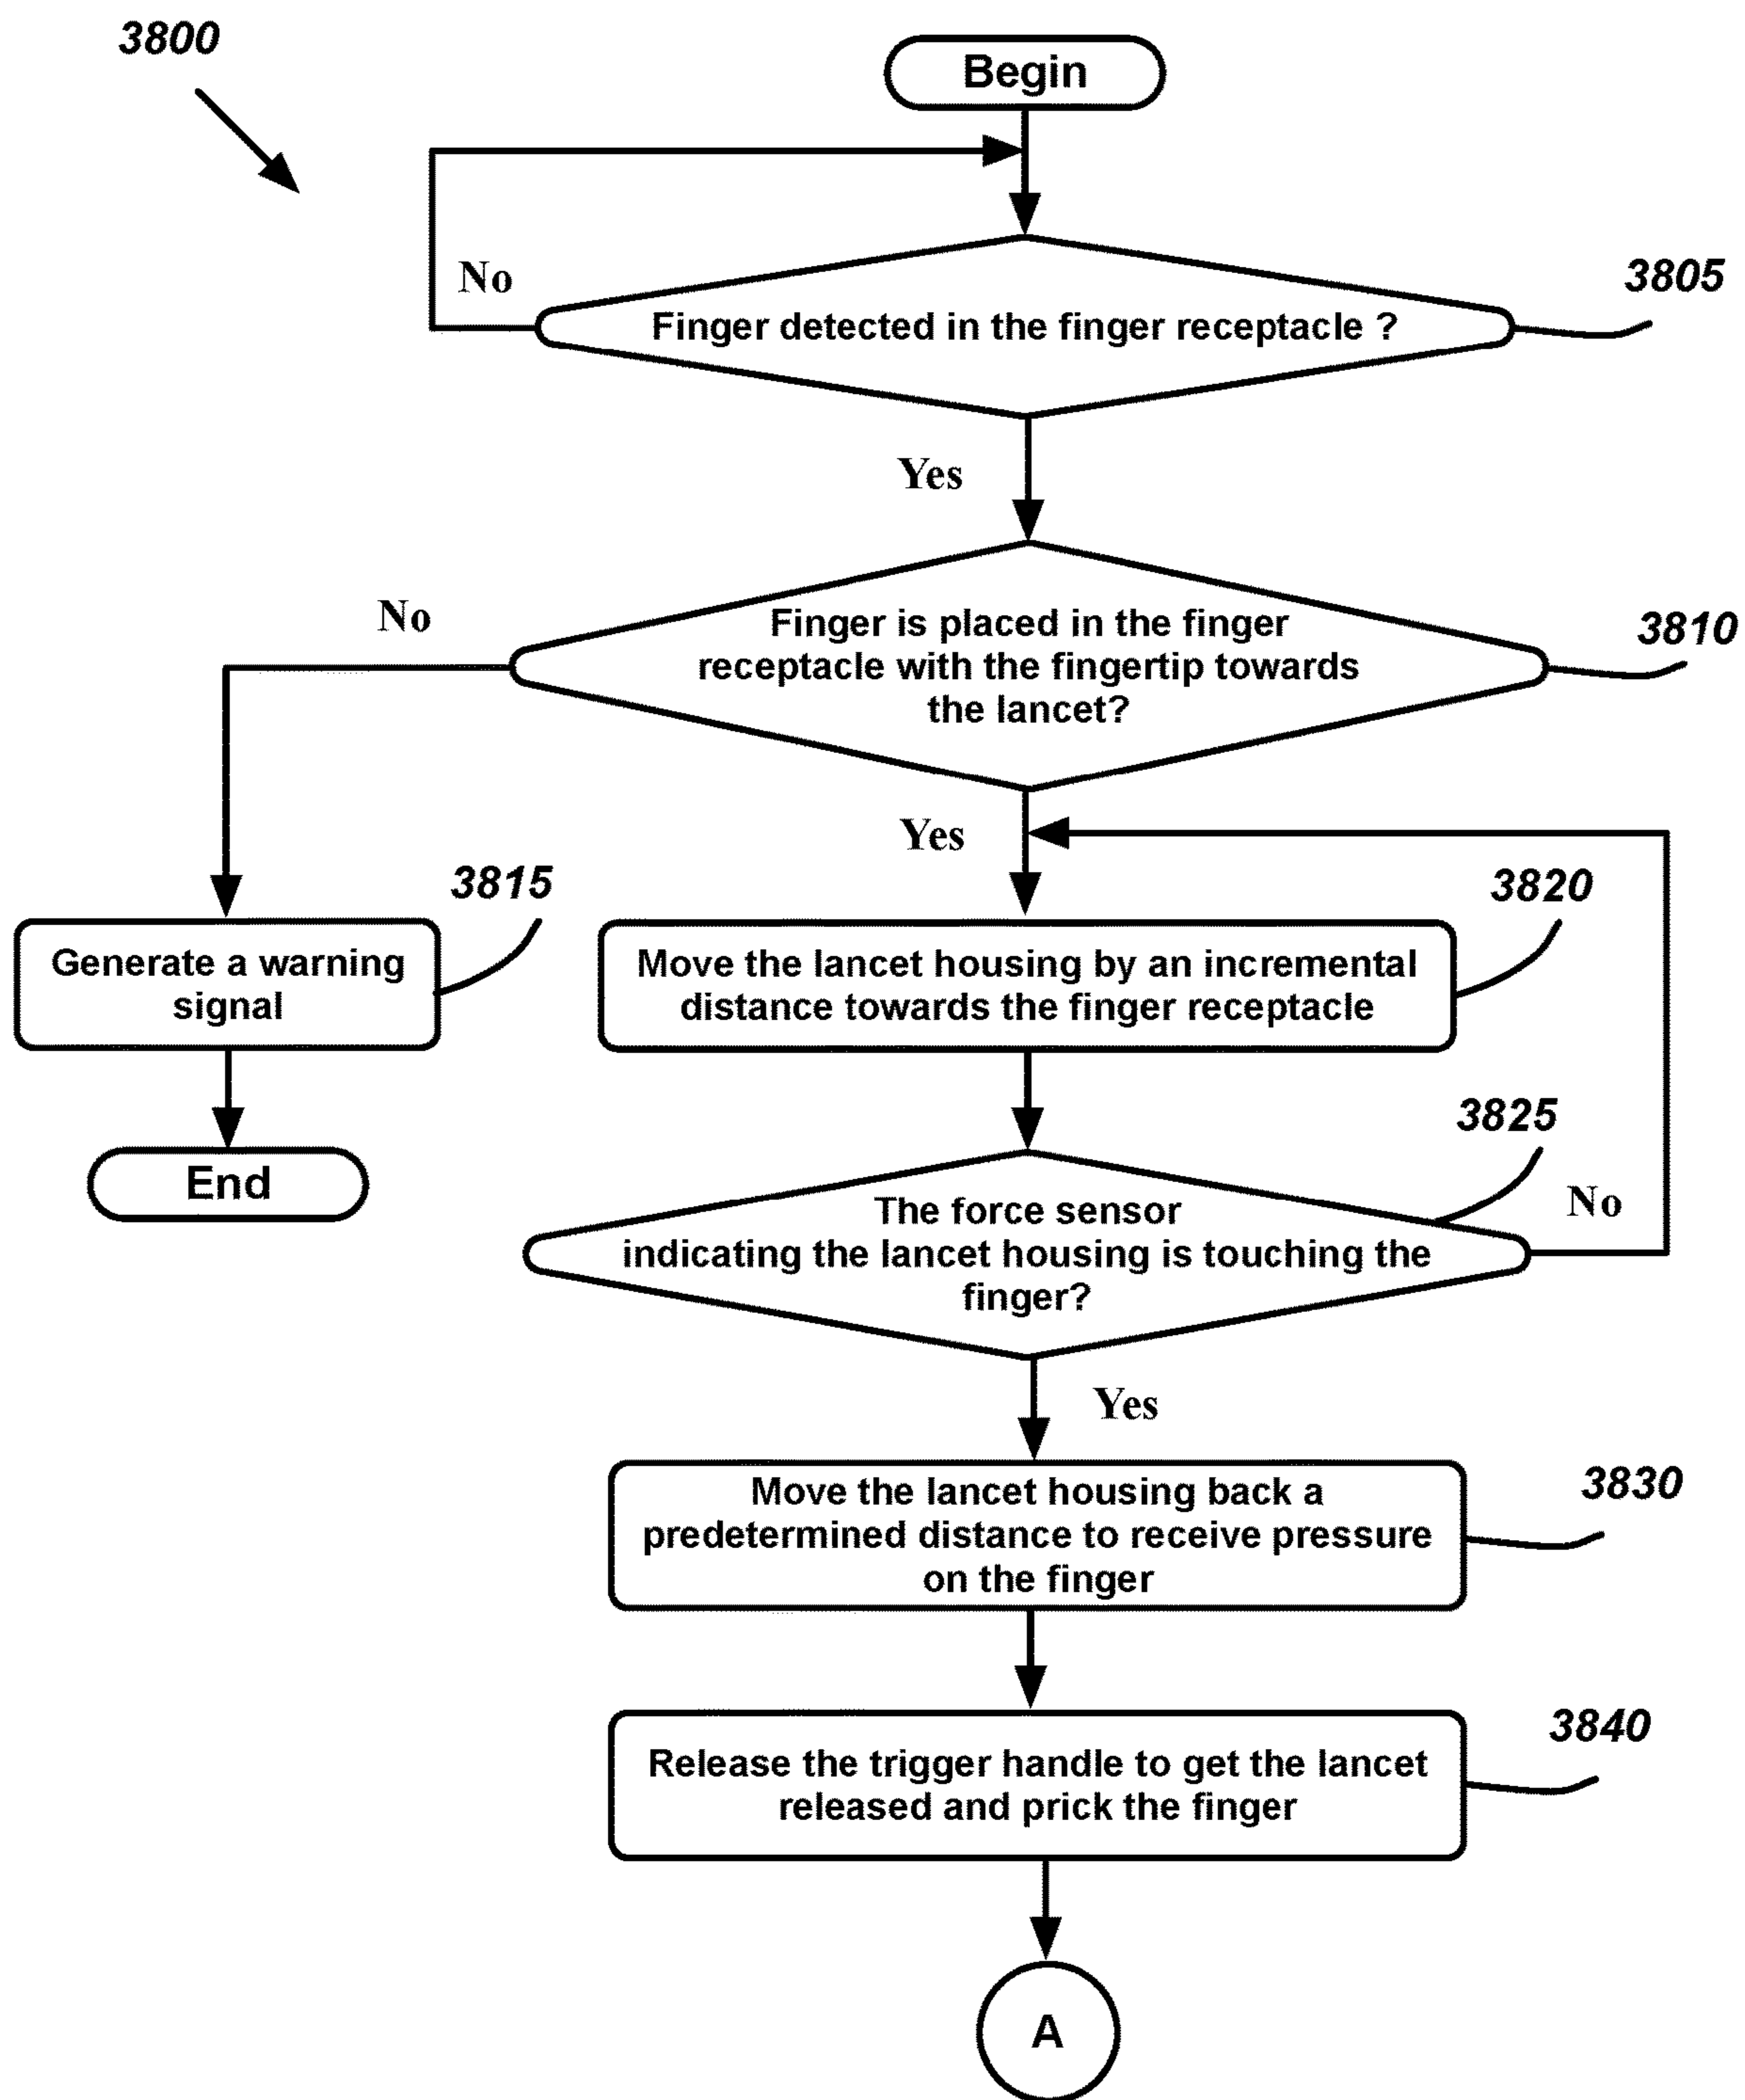 3800
Begin
No
3805
Finger detected in the finger receptacle ?
Yes
No
3810
Finger is placed in the finger
receptacle with the fingertip towards
the lancet?
Yes
3815
3820
Generate a warning
signal
Move the lancet housing by an incremental
distance towards the finger receptacle
3825
End
No
The force sensor
indicating the lancet housing is touching the
finger?
Yes
3830
Move the lancet housing back a
predetermined distance to receive pressure
on the finger
3840
Release the trigger handle to get the lancet
released and prick the finger
A